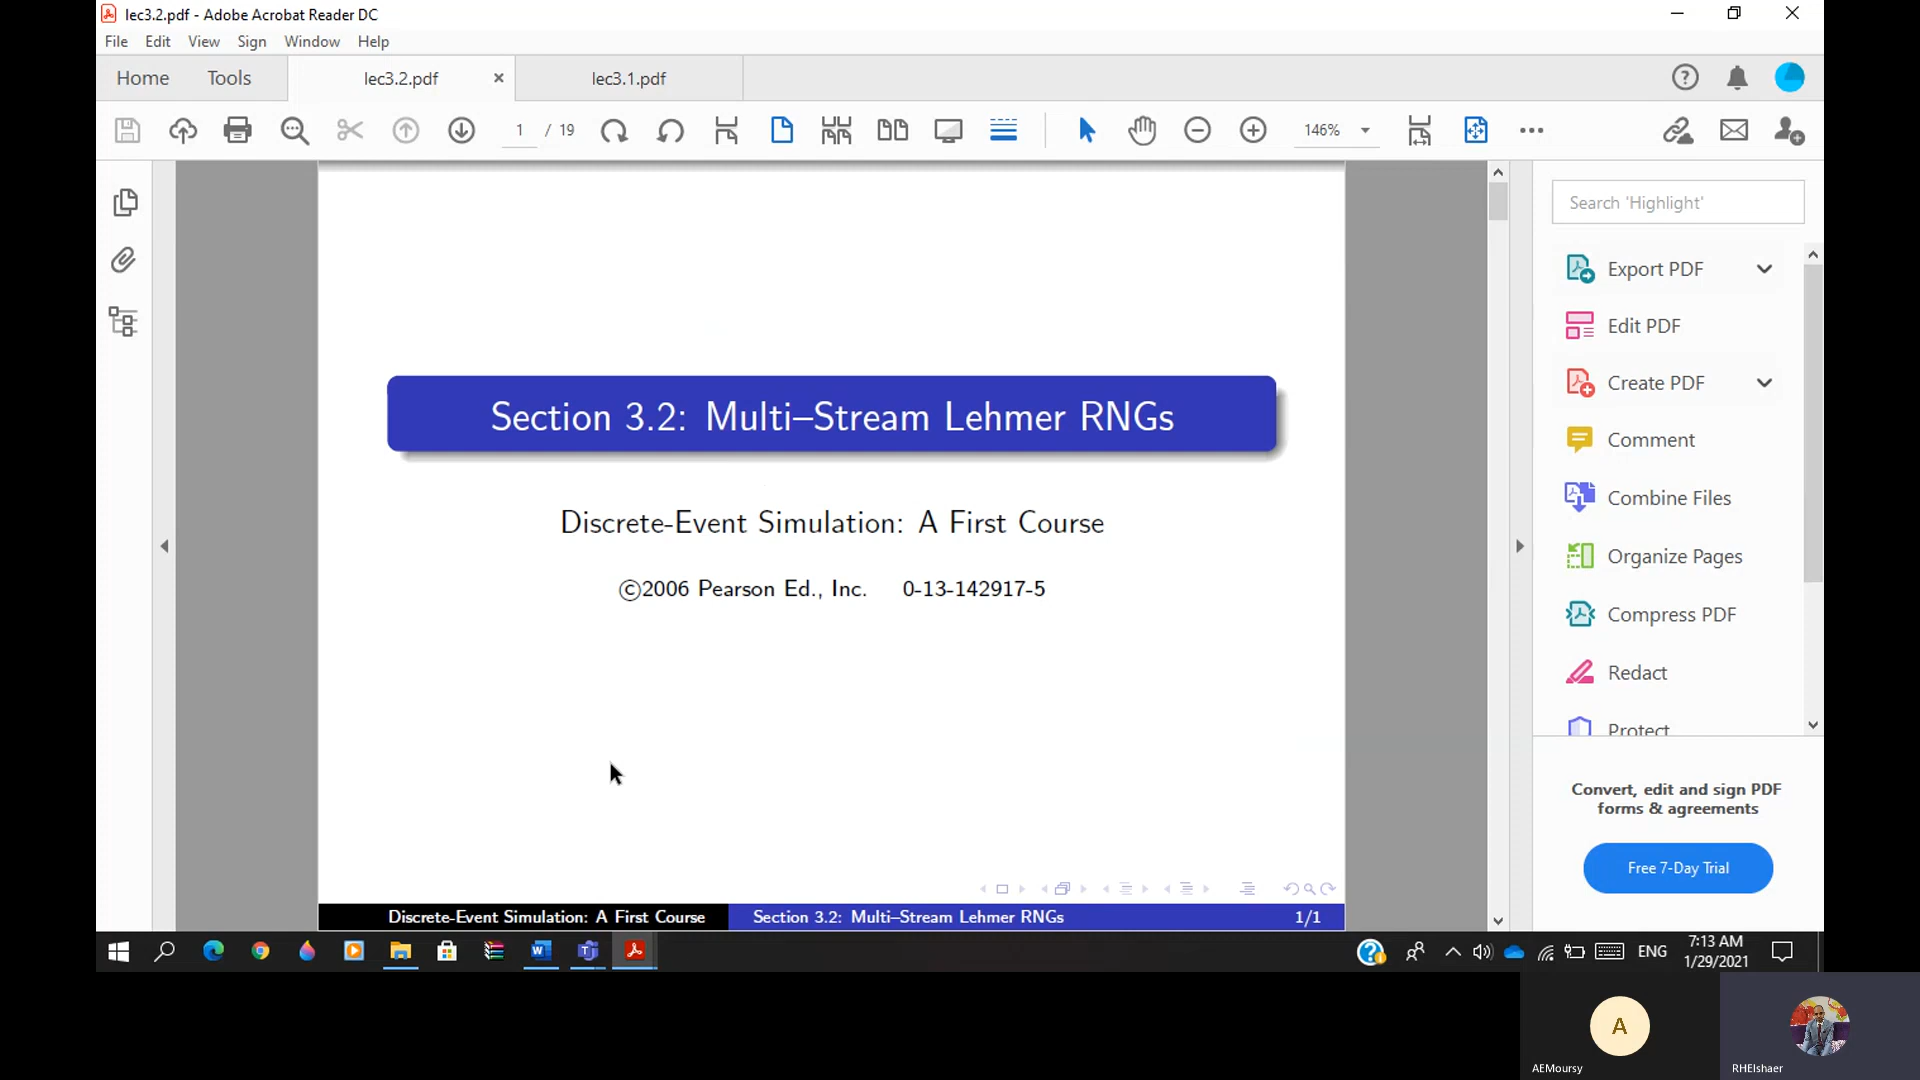 lec3.2.pdf - Adobe Acrobat Reader DC
File Edit View Sign Window Help
Home Tools lec3.2.pdf lec3.1.pdf
1 / 19 146%
Search 'Highlight'
Export PDF
Edit PDF
Create PDF
Comment
Combine Files
Organize Pages
Compress PDF
Redact
Protect
Convert, edit and sign PDF
forms & agreements
Free 7-Day Trial
Section 3.2: Multi–Stream Lehmer RNGs
Discrete-Event Simulation: A First Course
©2006 Pearson Ed., Inc. 0-13-142917-5
Discrete-Event Simulation: A First Course Section 3.2: Multi–Stream Lehmer RNGs 1/1
ENG
7:13 AM
1/29/2021
A
AEMoursy
RHElshaer